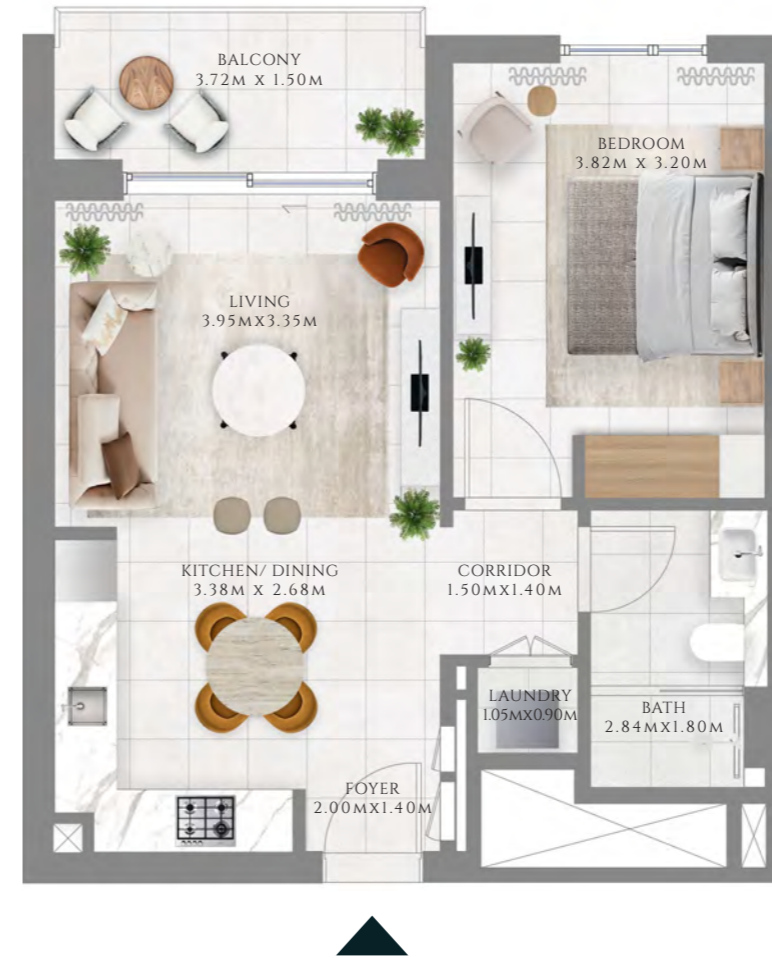 BALCONY
3.72M X 1.50M
BEDROOM
3.82M X 3.20M
LIVING
3.95MX3.35M
KITCHEN/ DINING
3.38M X 2.68M
CORRIDOR
1.50MX1.40M
LAUNDRY
1.05MX0.90M
BATH
2.84MX1.80M
FOYER
2.00MX1.40M